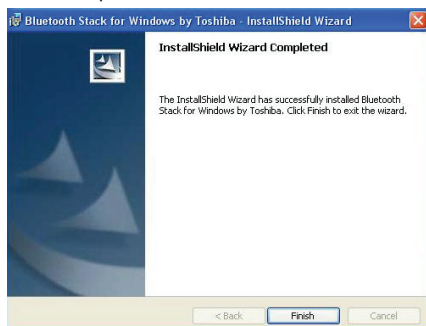 Bluetooth Stack for Windows by Toshiba - InstallShield Wizard
InstallShield Wizard Completed
The InstallShield Wizard has successfully installed Bluetooth
Stack for Windows by Toshiba. Click Finish to exit the wizard.
< Back Finish Cancel